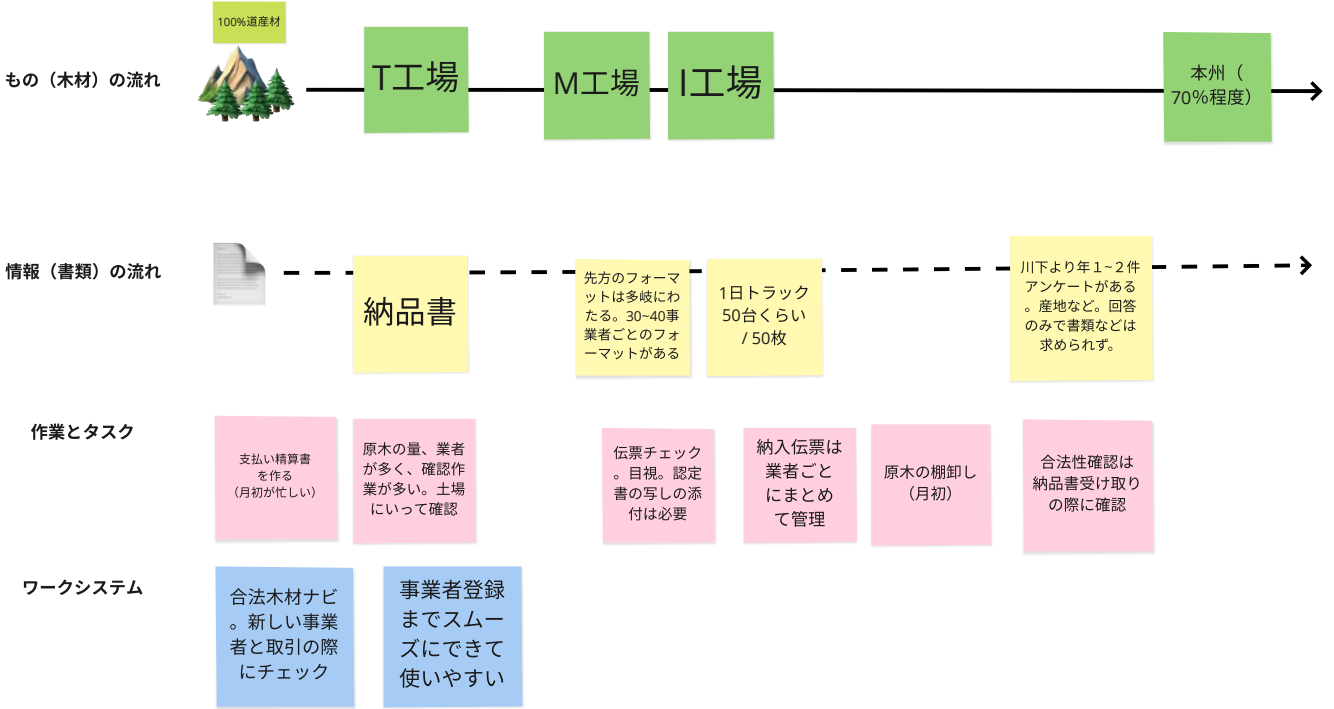 100%道産材
もの（木材）の流れ
T工場
M工場
I工場
本州（
70%程度）
情報（書類）の流れ
納品書
先方のフォーマ
ットは多岐にわ
たる。30~40事
業者ごとのフォ
ーマットがある
1日トラック
50台くらい
/ 50枚
川下より年１~２件
アンケートがある
。産地など。回答
のみで書類などは
求められず。
作業とタスク
支払い精算書
を作る
（月初が忙しい）
原木の量、業者
が多く、確認作
業が多い。土場
にいって確認
伝票チェック
。目視。認定
書の写しの添
付は必要
納入伝票は
業者ごと
にまとめ
て管理
原木の棚卸し
（月初）
合法性確認は
納品書受け取り
の際に確認
ワークシステム
合法木材ナビ
。新しい事業
者と取引の際
にチェック
事業者登録
までスムー
ズにできて
使いやすい